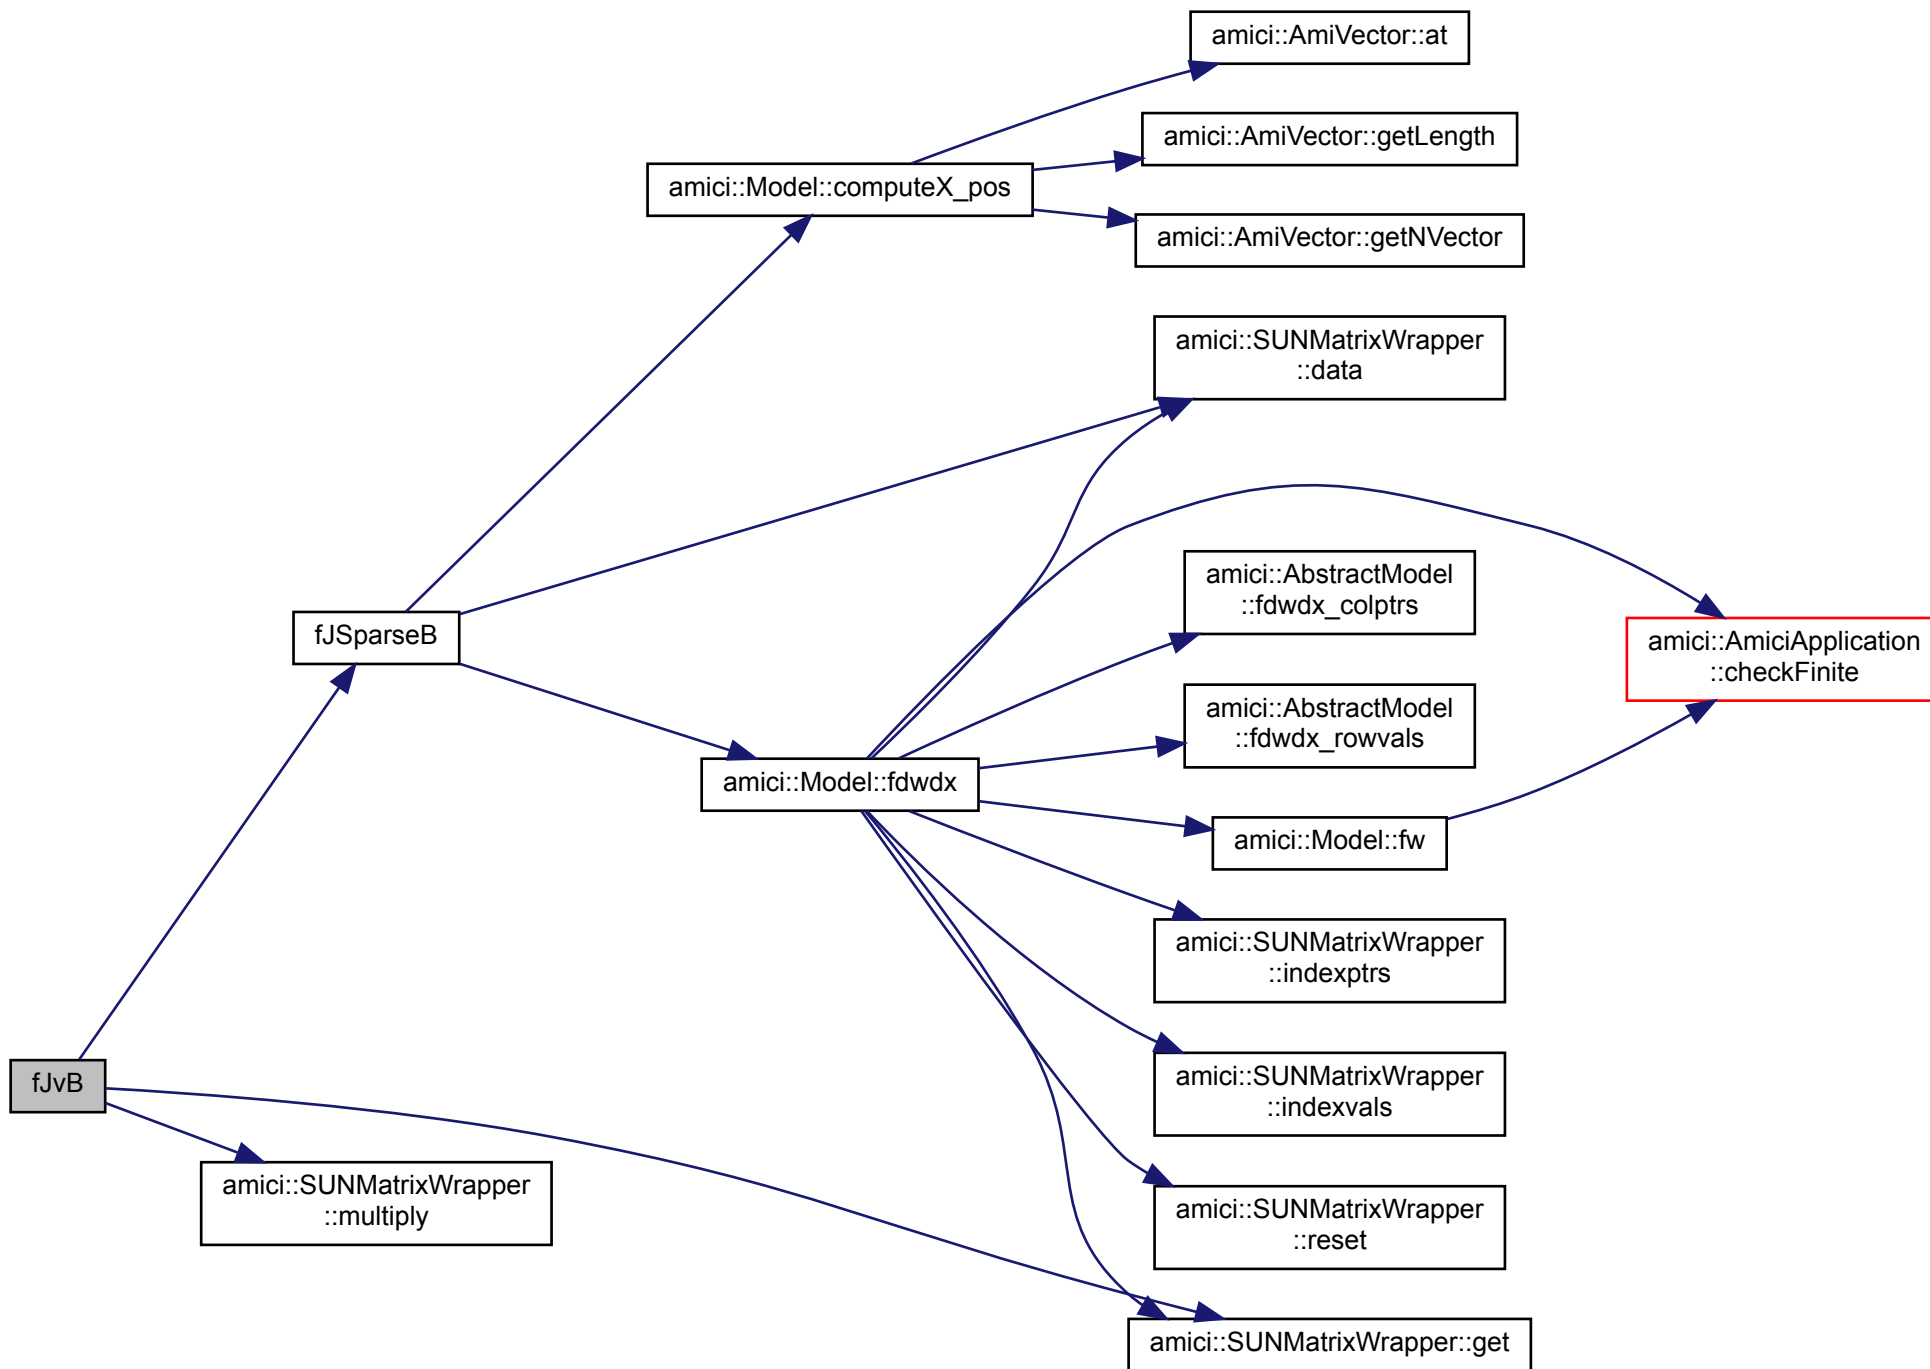 amici::AmiVector::at
amici::AmiVector::getLength
amici::Model::computeX_pos
amici::AmiVector::getNVector
amici::SUNMatrixWrapper
::data
amici::AbstractModel
::fdwdx_colptrs
fJSparseB
amici::AmiciApplication
::checkFinite
amici::AbstractModel
::fdwdx_rowvals
amici::Model::fdwdx
amici::Model::fw
amici::SUNMatrixWrapper
::indexptrs
fJvB
amici::SUNMatrixWrapper
::indexvals
amici::SUNMatrixWrapper
::multiply
amici::SUNMatrixWrapper
::reset
amici::SUNMatrixWrapper::get